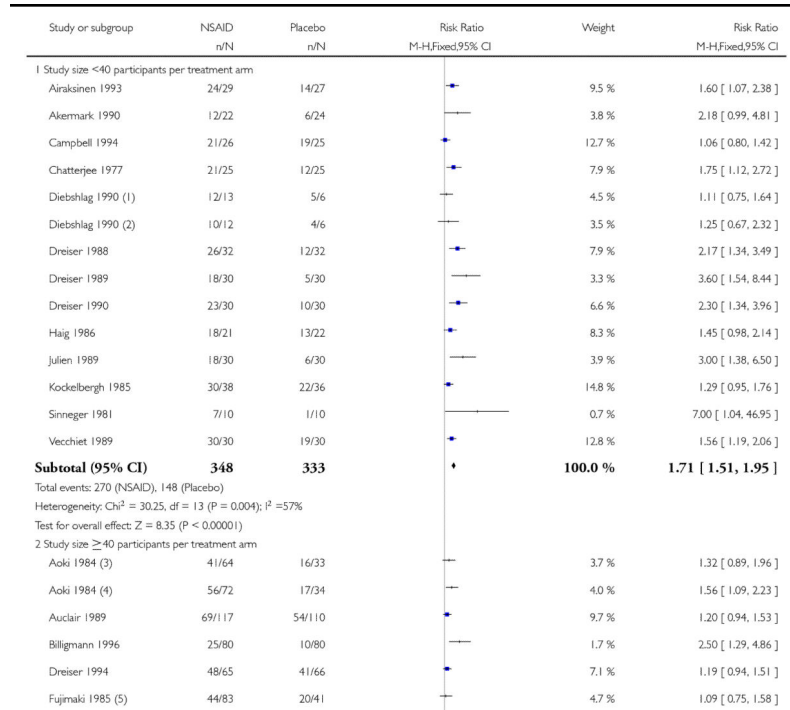 Study or subgroup NSAID Placebo Risk Ratio Weight Risk Ratio
n/N n/N M-H,Fixed,95% CI M-H,Fixed,95% CI
1 Study size <40 participants per treatment arm
Airaksinen 1993 24/29 14/27 9.5 % 1.60 [ 1.07, 2.38 ]
Akermark 1990 12/22 6/24 3.8 % 2.18 [ 0.99, 4.81 ]
Campbell 1994 21/26 19/25 12.7 % 1.06 [ 0.80, 1.42 ]
Chatterjee 1977 21/25 12/25 7.9 % 1.75 [ 1.12, 2.72 ]
Diebshlag 1990 (1) 12/13 5/6 4.5 % 1.11 [ 0.75, 1.64 ]
Diebshlag 1990 (2) 10/12 4/6 3.5 % 1.25 [ 0.67, 2.32 ]
Dreiser 1988 26/32 12/32 7.9 % 2.17 [ 1.34, 3.49 ]
Dreiser 1989 18/30 5/30 3.3 % 3.60 [ 1.54, 8.44 ]
Dreiser 1990 23/30 10/30 6.6 % 2.30 [ 1.34, 3.96 ]
Haig 1986 18/21 13/22 8.3 % 1.45 [ 0.98, 2.14 ]
Julien 1989 18/30 6/30 3.9 % 3.00 [ 1.38, 6.50 ]
Kockelbergh 1985 30/38 22/36 14.8 % 1.29 [ 0.95, 1.76 ]
Sinneger 1981 7/10 1/10 0.7 % 7.00 [ 1.04, 46.95 ]
Vecchiet 1989 30/30 19/30 12.8 % 1.56 [ 1.19, 2.06 ]
Subtotal (95% CI) 348 333 100.0 % 1.71 [ 1.51, 1.95 ]
Total events: 270 (NSAID), 148 (Placebo)
Heterogeneity: Chi² = 30.25, df = 13 (P = 0.004); I² =57%
Test for overall effect: Z = 8.35 (P < 0.00001)
2 Study size ≥40 participants per treatment arm
Aoki 1984 (3) 41/64 16/33 3.7 % 1.32 [ 0.89, 1.96 ]
Aoki 1984 (4) 56/72 17/34 4.0 % 1.56 [ 1.09, 2.23 ]
Auclair 1989 69/117 54/110 9.7 % 1.20 [ 0.94, 1.53 ]
Billigmann 1996 25/80 10/80 1.7 % 2.50 [ 1.29, 4.86 ]
Dreiser 1994 48/65 41/66 7.1 % 1.19 [ 0.94, 1.51 ]
Fujimaki 1985 (5) 44/83 20/41 4.7 % 1.09 [ 0.75, 1.58 ]